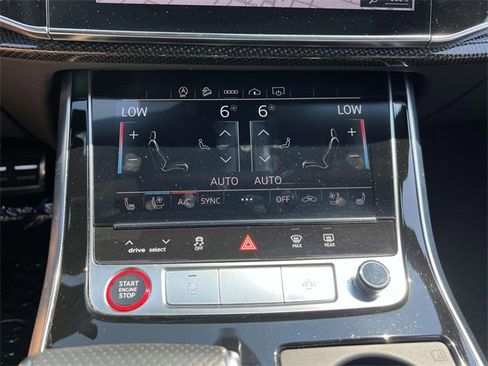 LOW 6 6 LOW
+ +
− −
AUTO AUTO
A/C SYNC ••• OFF
drive select OFF MAX REAR
START
ENGINE
STOP